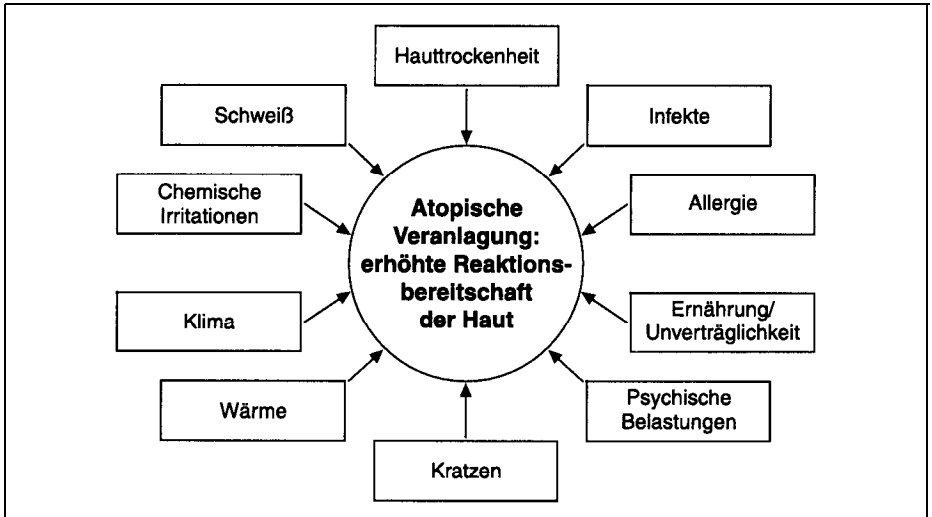 Hauttrockenheit
Schweiß
Infekte
Chemische
Irritationen
Allergie
Atopische
Veranlagung:
erhöhte Reaktions-
bereitschaft
der Haut
Klima
Ernährung/
Unverträglichkeit
Wärme
Psychische
Belastungen
Kratzen